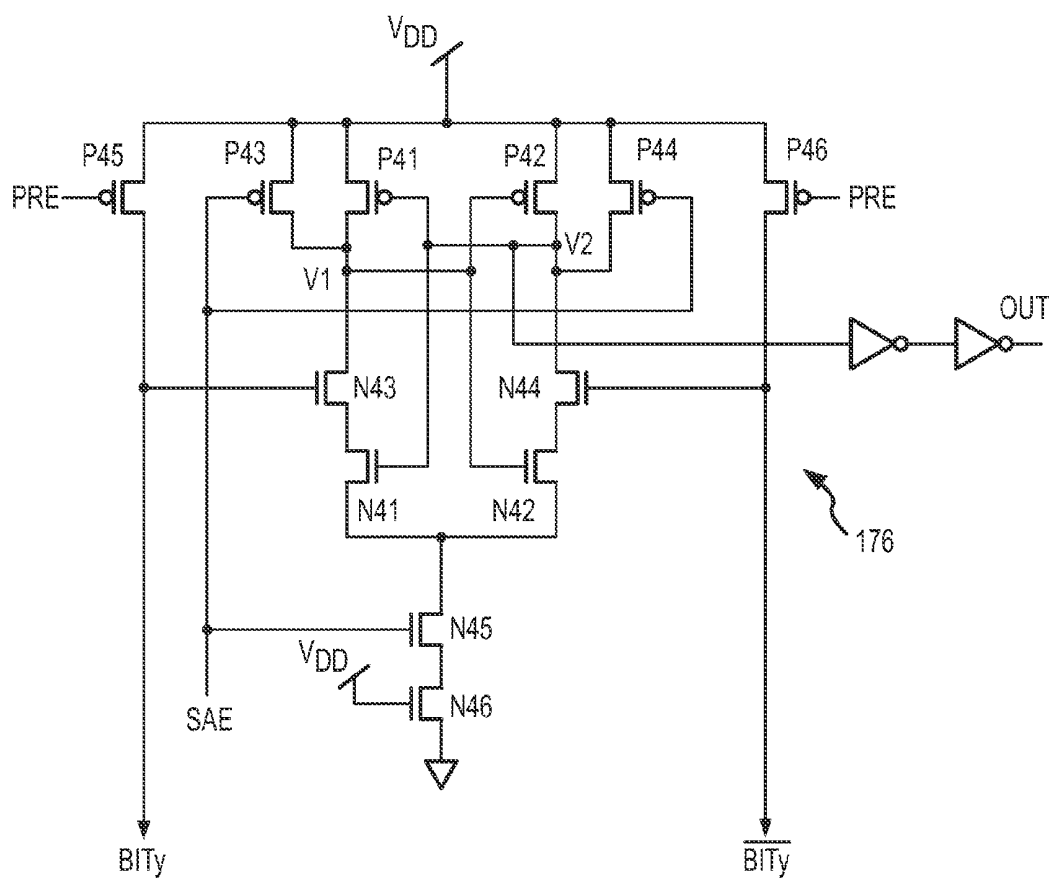 VDD
P45
P43
P41
P42
P44
P46
PRE
PRE
V1
V2
OUT
N43
N44
N41
N42
176
N45
VDD
N46
SAE
BITy
BITy